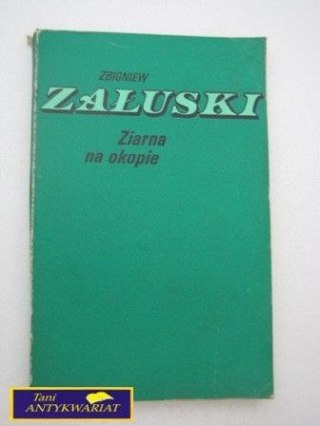 ZBIGNIEW
ZAŁUSKI
Ziarna
na okopie
Tani
ANTYKWARIAT